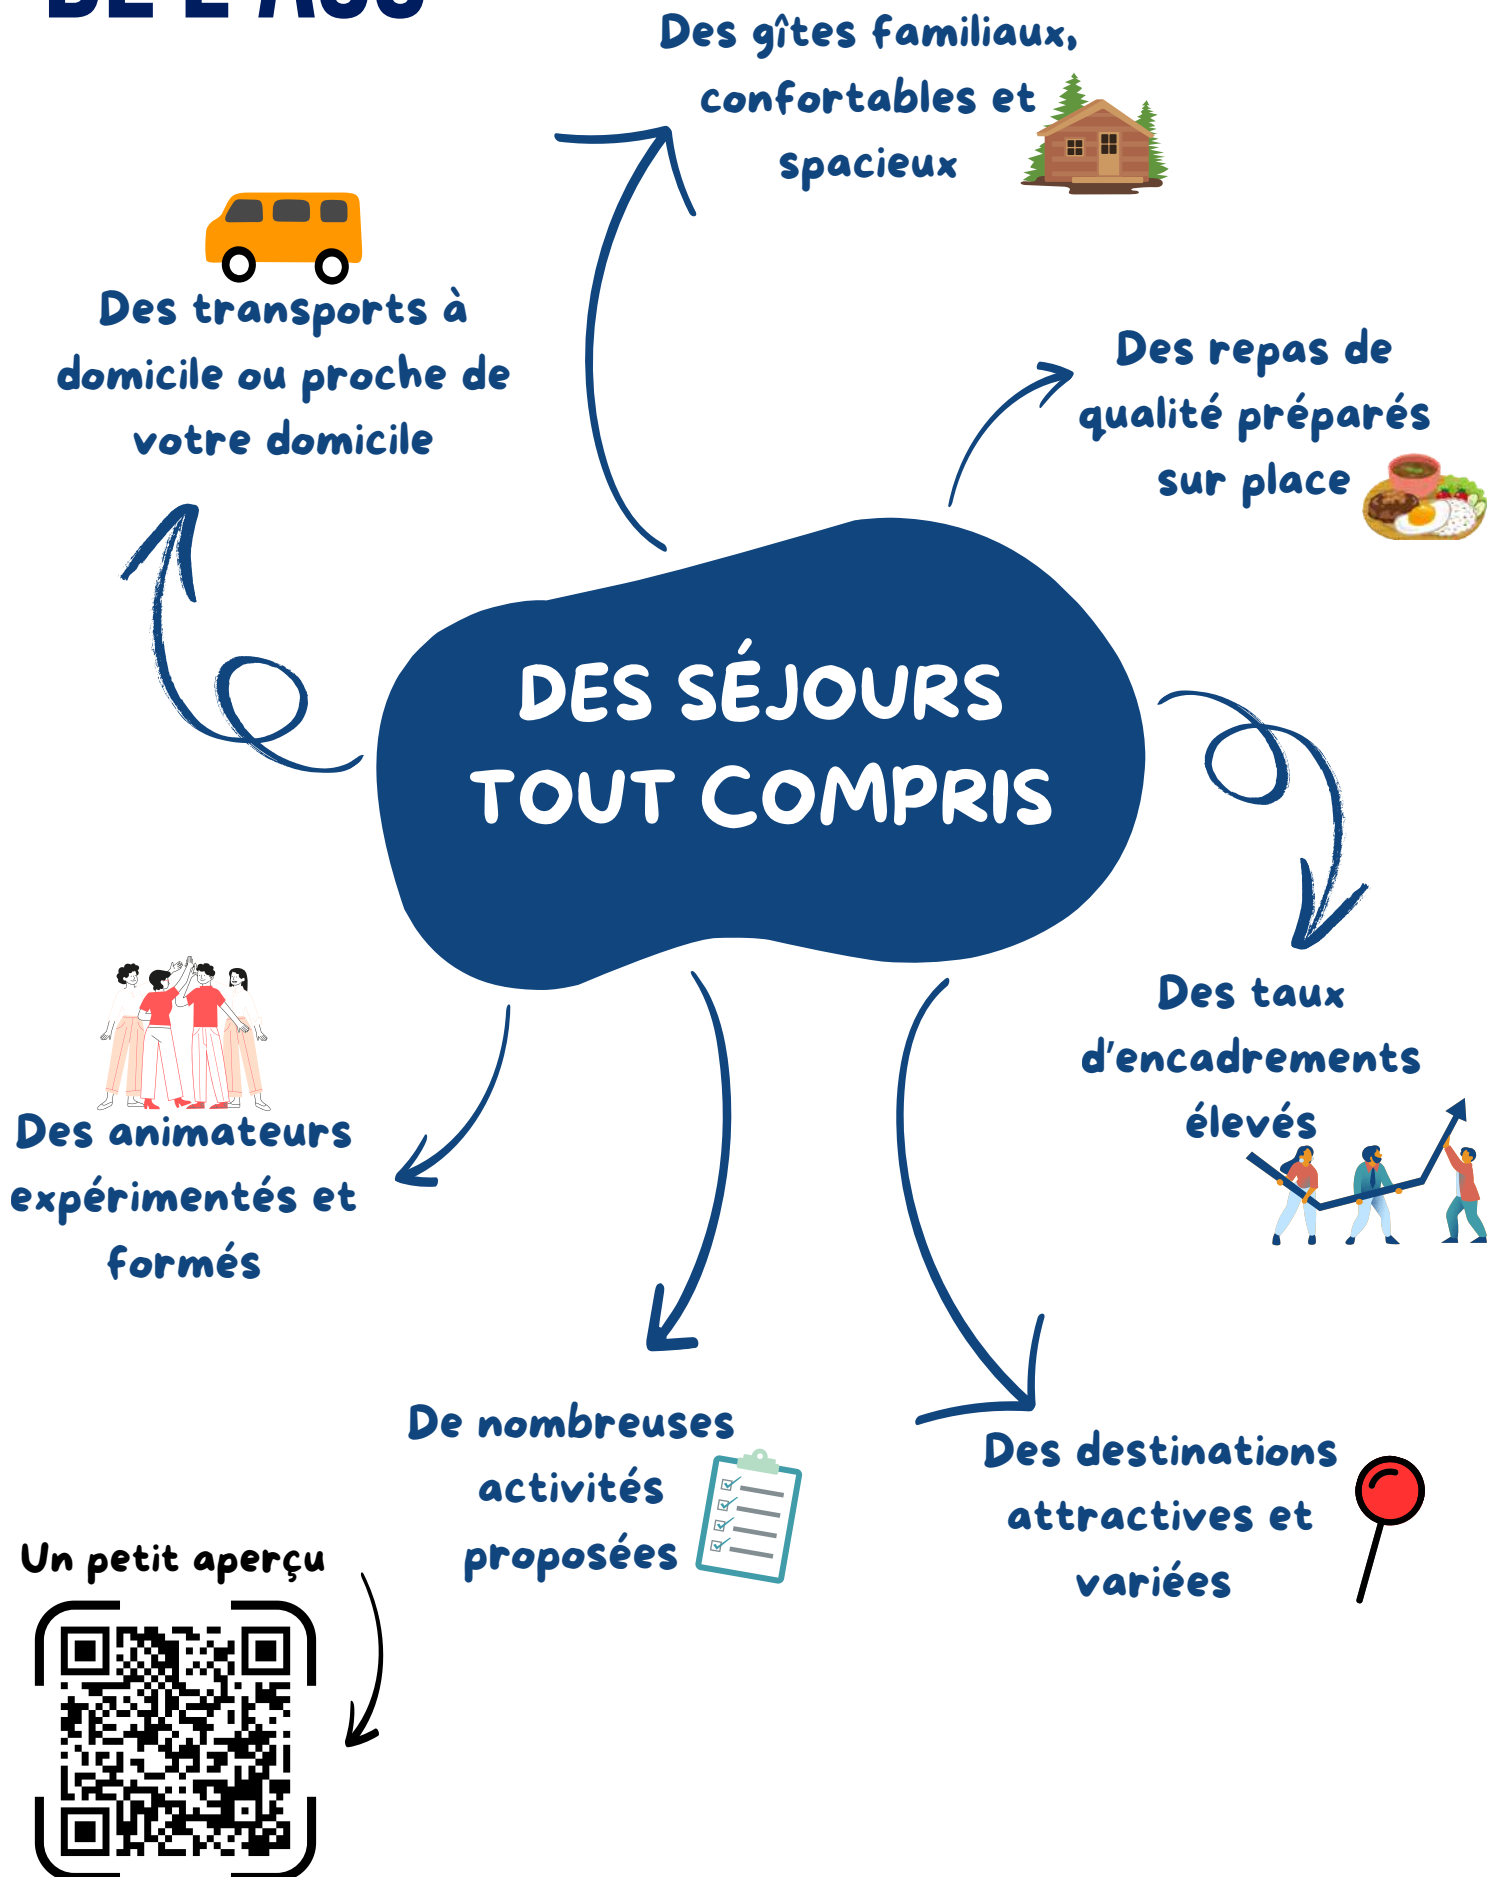 Des gîtes familiaux,
confortables et
spacieux
Des transports à
domicile ou proche de
votre domicile
Des repas de
qualité préparés
sur place
DES SÉJOURS
TOUT COMPRIS
Des taux
d'encadrements
élevés
Des animateurs
expérimentés et
formés
De nombreuses
activités
proposées
Des destinations
attractives et
variées
Un petit aperçu